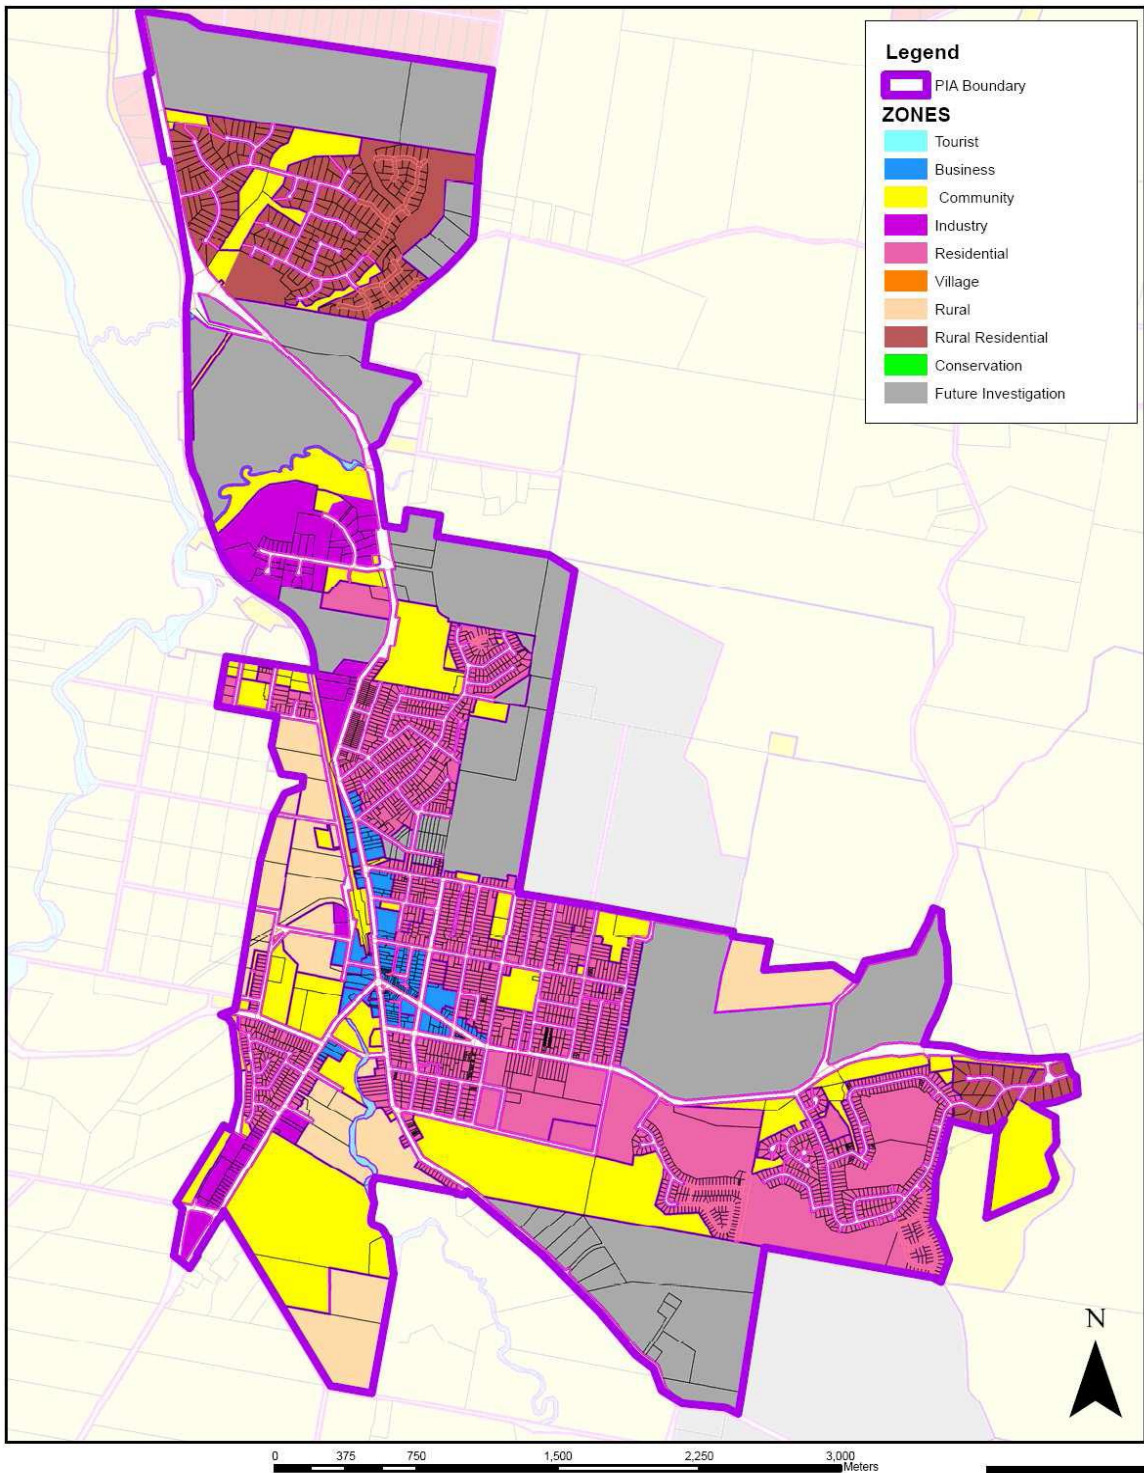 Legend
PIA Boundary
ZONES
Tourist
Business
Community
Industry
Residential
Village
Rural
Rural Residential
Conservation
Future Investigation
N
0 375 750 1,500 2,250 3,000
Meters